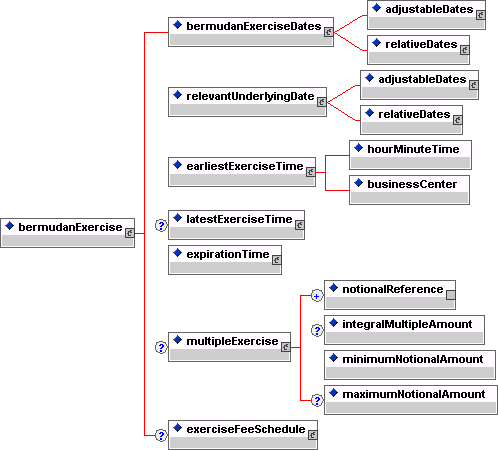 bermudanExercise
bermudanExerciseDates
adjustableDates
relativeDates
relevantUnderlyingDate
adjustableDates
relativeDates
earliestExerciseTime
hourMinuteTime
businessCenter
? latestExerciseTime
expirationTime
? multipleExercise
+ notionalReference
? integralMultipleAmount
minimumNotionalAmount
? maximumNotionalAmount
? exerciseFeeSchedule